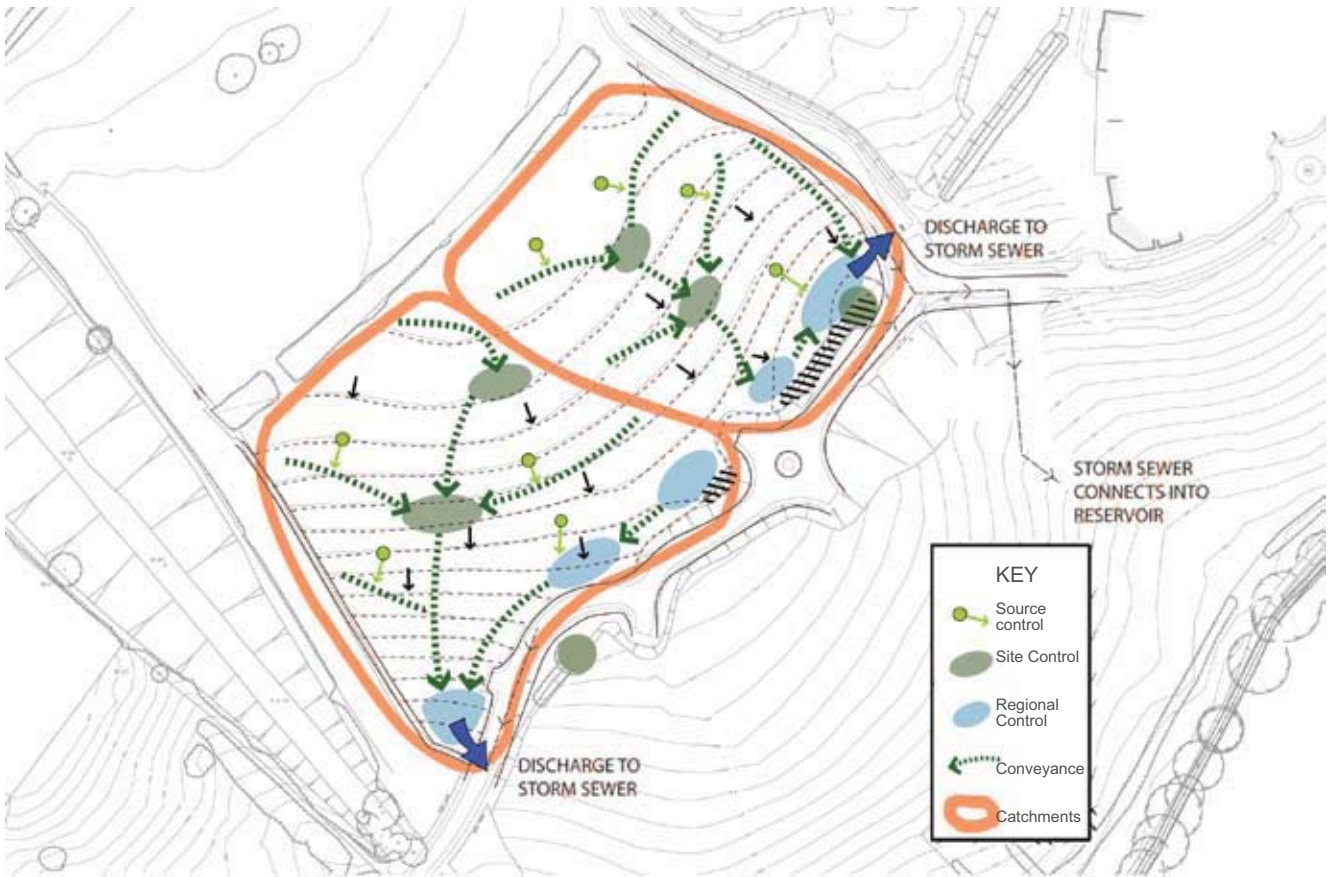 DISCHARGE TO
STORM SEWER
STORM SEWER
CONNECTS INTO
RESERVOIR
KEY
Source
control
Site Control
Regional
Control
Conveyance
Catchments
DISCHARGE TO
STORM SEWER